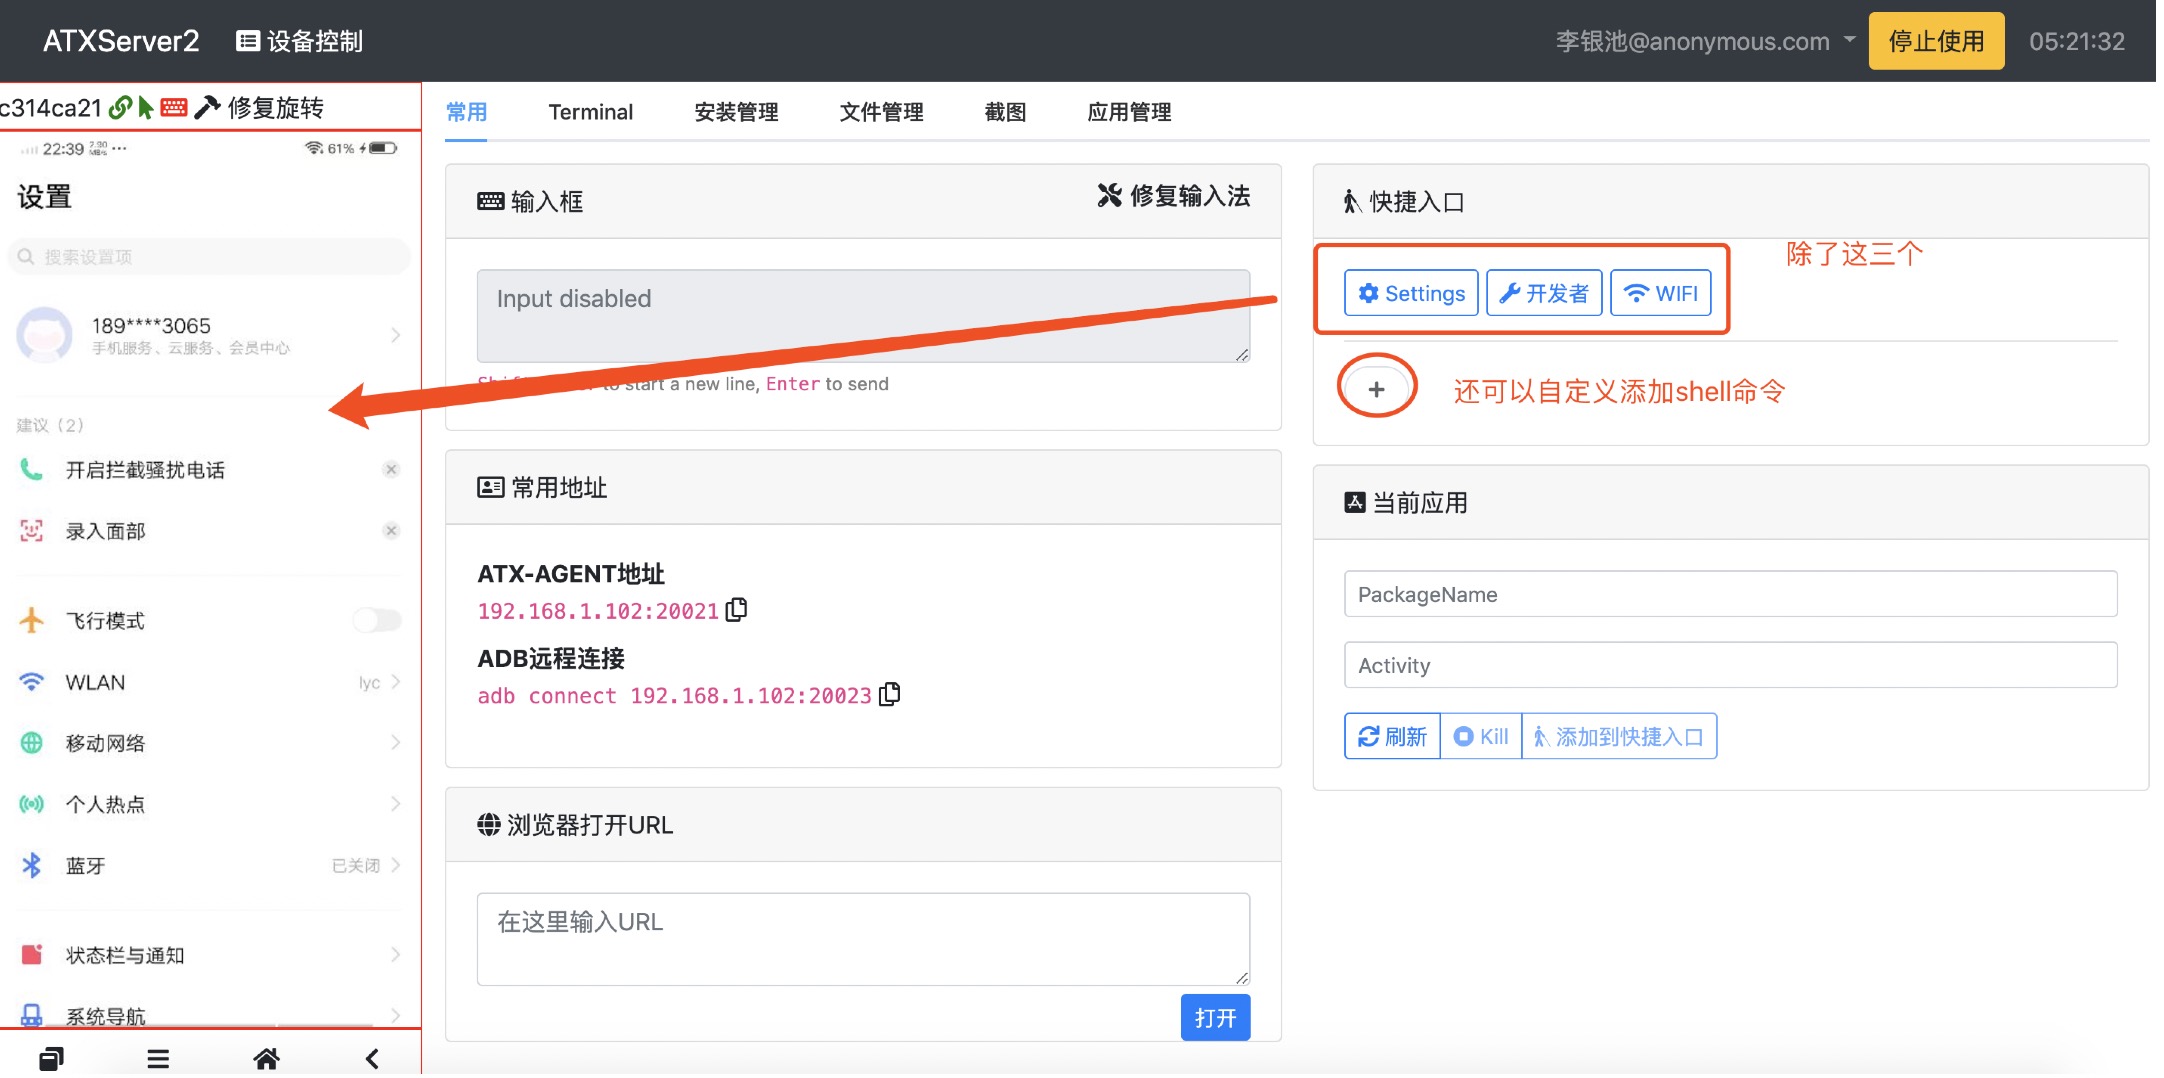 ATXServer2 设备控制 李银池@anonymous.com 停止使用 05:21:32
c314ca21 修复旋转
22:39 7.90 MB/s ··· 61%
设置
搜索设置项
189****3065
手机服务、云服务、会员中心
建议（2）
开启拦截骚扰电话
录入面部
飞行模式
WLAN lyc
移动网络
个人热点
蓝牙 已关闭
状态栏与通知
系统导航
常用 Terminal 安装管理 文件管理 截图 应用管理
输入框 修复输入法
Input disabled
to start a new line, Enter to send
常用地址
ATX-AGENT地址
192.168.1.102:20021
ADB远程连接
adb connect 192.168.1.102:20023
浏览器打开URL
在这里输入URL
打开
快捷入口
除了这三个
Settings 开发者 WIFI
+ 还可以自定义添加shell命令
当前应用
PackageName
Activity
刷新 Kill 添加到快捷入口